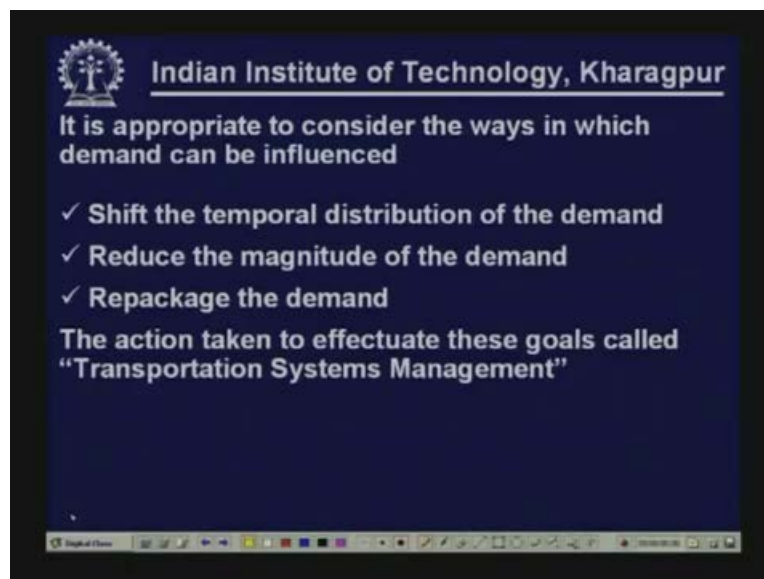 Indian Institute of Technology, Kharagpur
It is appropriate to consider the ways in which
demand can be influenced
✓ Shift the temporal distribution of the demand
✓ Reduce the magnitude of the demand
✓ Repackage the demand
The action taken to effectuate these goals called
“Transportation Systems Management”